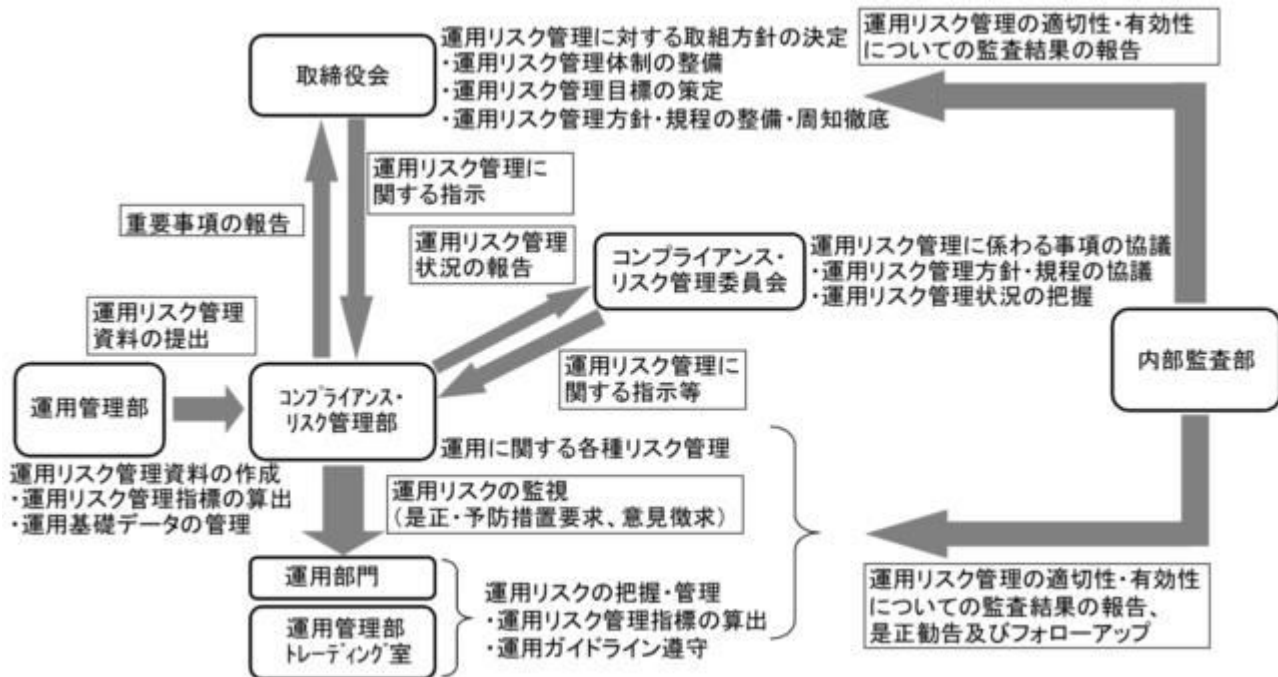 取締役会
運用リスク管理に対する取組方針の決定
・運用リスク管理体制の整備
・運用リスク管理目標の策定
・運用リスク管理方針・規程の整備・周知徹底
運用リスク管理の適切性・有効性
についての監査結果の報告
運用リスク管理に
関する指示
重要事項の報告
運用リスク管理
状況の報告
コンプライアンス・
リスク管理委員会
運用リスク管理に係わる事項の協議
・運用リスク管理方針・規程の協議
・運用リスク管理状況の把握
運用リスク管理
資料の提出
内部監査部
運用管理部
コンプライアンス・
リスク管理部
運用リスク管理に
関する指示等
運用に関する各種リスク管理
運用リスク管理資料の作成
・運用リスク管理指標の算出
・運用基礎データの管理
運用リスクの監視
（是正・予防措置要求、意見徴求）
運用部門
運用管理部
トレーディング室
運用リスクの把握・管理
・運用リスク管理指標の算出
・運用ガイドライン遵守
運用リスク管理の適切性・有効性
についての監査結果の報告、
是正勧告及びフォローアップ